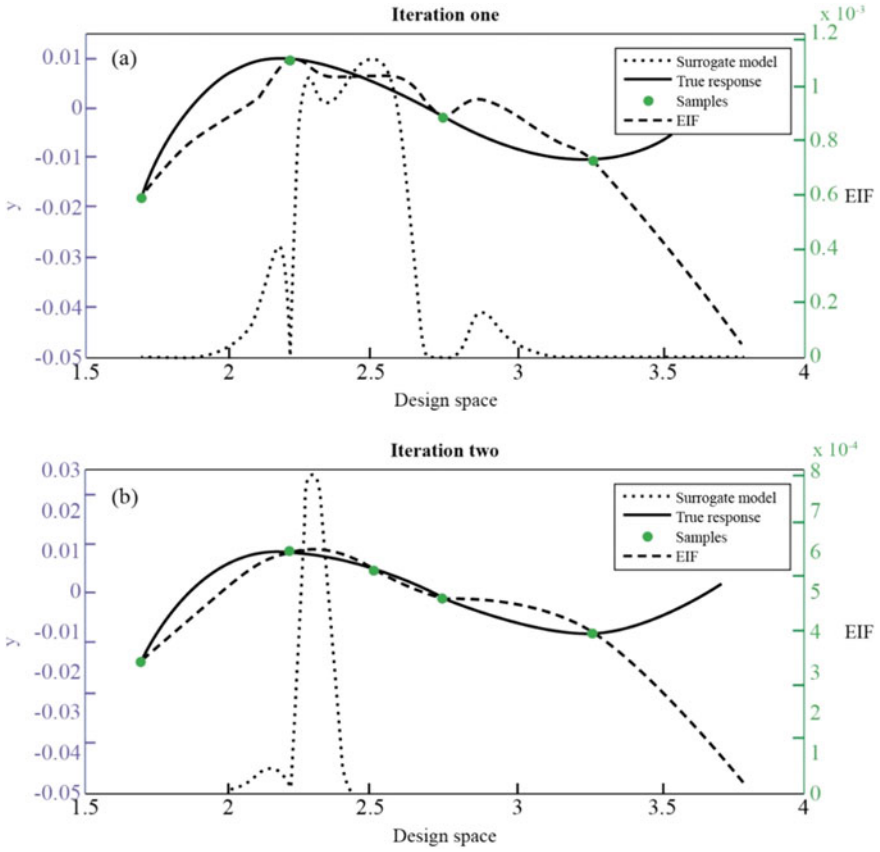 Iteration one
x 10-3
(a)
0.01
0
-0.01
-0.02
-0.03
-0.04
-0.05
y
Surrogate model
True response
Samples
EIF
1.2
1
0.8
0.6
0.4
0.2
0
EIF
1.5
2
2.5
3
3.5
4
Design space
Iteration two
x 10-4
(b)
0.03
0.02
0.01
0
-0.01
-0.02
-0.03
-0.04
-0.05
y
Surrogate model
True response
Samples
EIF
8
7
6
5
4
3
2
1
0
EIF
1.5
2
2.5
3
3.5
4
Design space